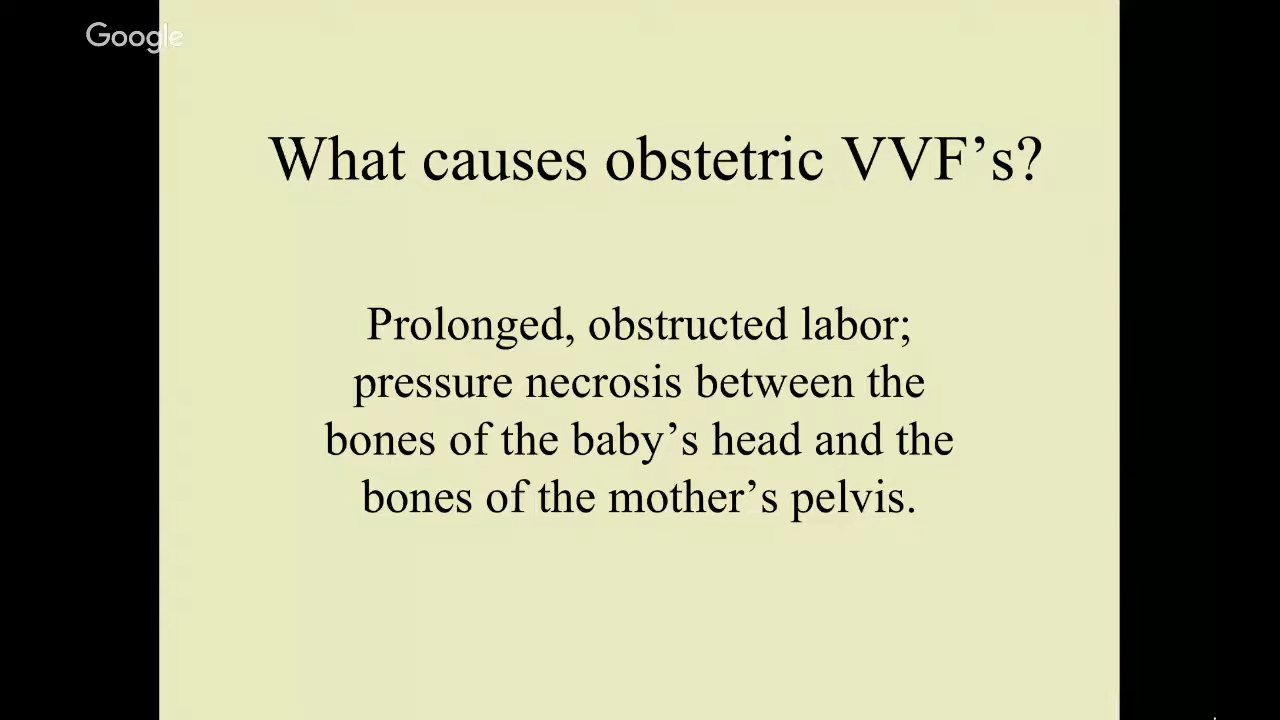 Google
What causes obstetric VVF’s?
Prolonged, obstructed labor;
pressure necrosis between the
bones of the baby’s head and the
bones of the mother’s pelvis.